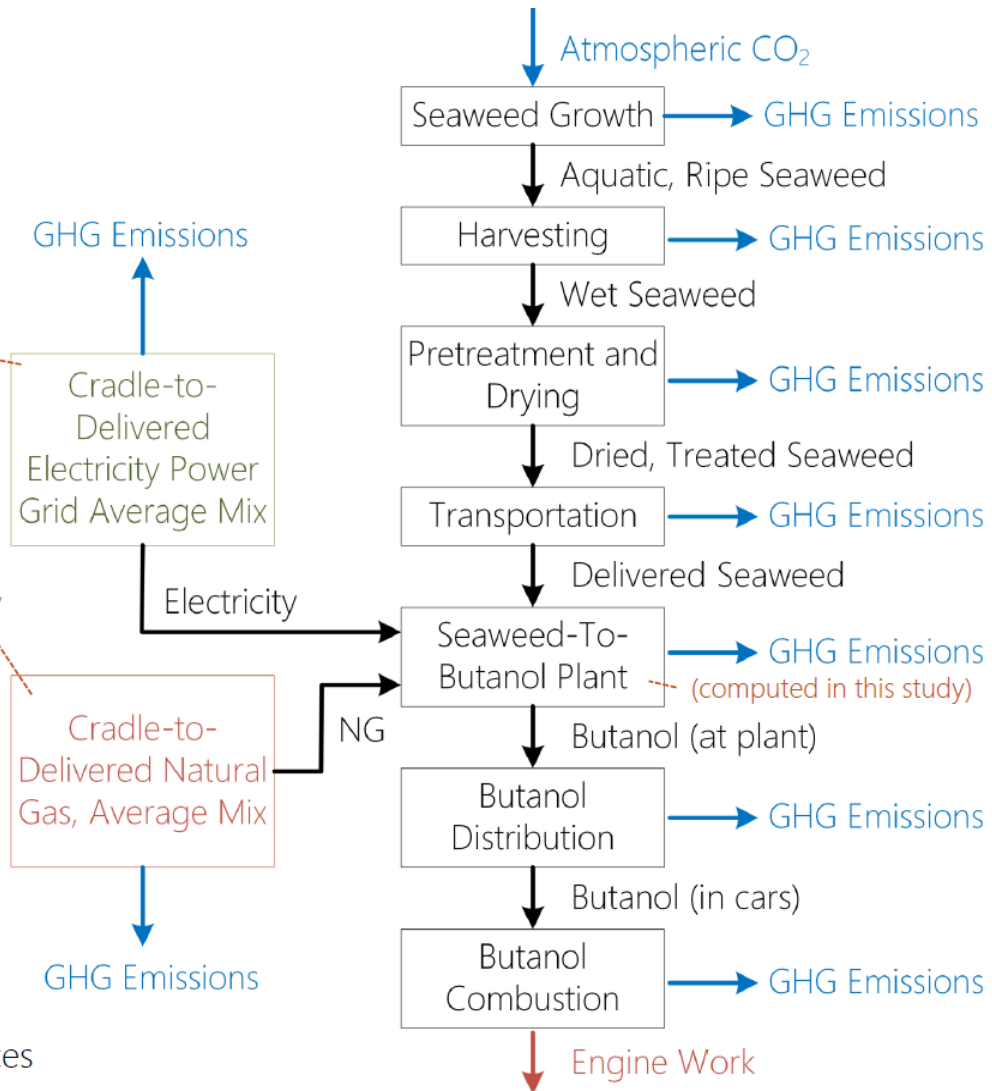 Atmospheric CO₂
Seaweed Growth
GHG Emissions
Aquatic, Ripe Seaweed
GHG Emissions
Harvesting
GHG Emissions
Wet Seaweed
Cradle-to-
Delivered
Electricity Power
Grid Average Mix
Pretreatment and
Drying
GHG Emissions
Dried, Treated Seaweed
Transportation
GHG Emissions
Delivered Seaweed
Electricity
Seaweed-To-
Butanol Plant
GHG Emissions
(computed in this study)
NG
Cradle-to-
Delivered Natural
Gas, Average Mix
Butanol (at plant)
Butanol
Distribution
GHG Emissions
Butanol (in cars)
GHG Emissions
Butanol
Combustion
GHG Emissions
Engine Work